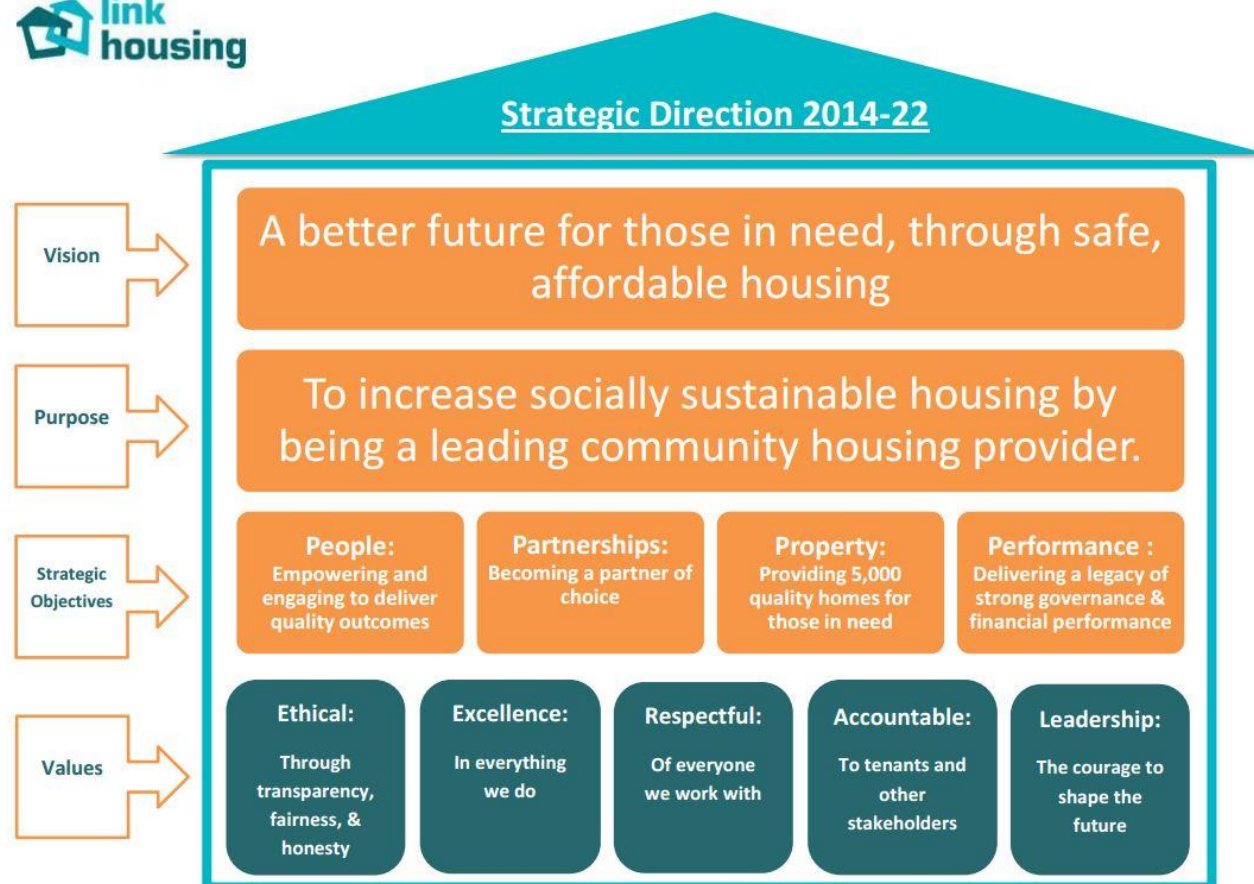 link
housing
Strategic Direction 2014-22
Vision
A better future for those in need, through safe,
affordable housing
Purpose
To increase socially sustainable housing by
being a leading community housing provider.
Strategic
Objectives
People:
Empowering and
engaging to deliver
quality outcomes
Partnerships:
Becoming a partner of
choice
Property:
Providing 5,000
quality homes for
those in need
Performance :
Delivering a legacy of
strong governance &
financial performance
Values
Ethical:
Through
transparency,
fairness, &
honesty
Excellence:
In everything
we do
Respectful:
Of everyone
we work with
Accountable:
To tenants and
other
stakeholders
Leadership:
The courage to
shape the
future